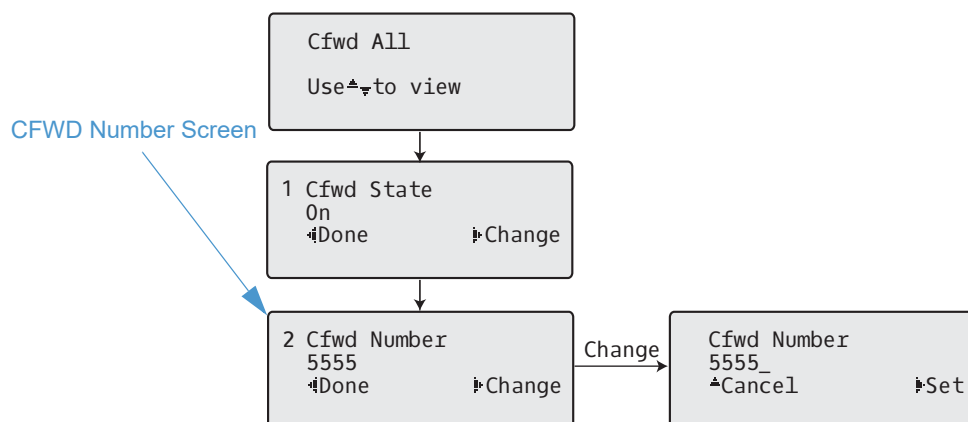 Cfwd All
Use to view
CFWD Number Screen
1 Cfwd State
On
Done Change
2 Cfwd Number
5555
Done Change
Change
Cfwd Number
5555_
Cancel Set